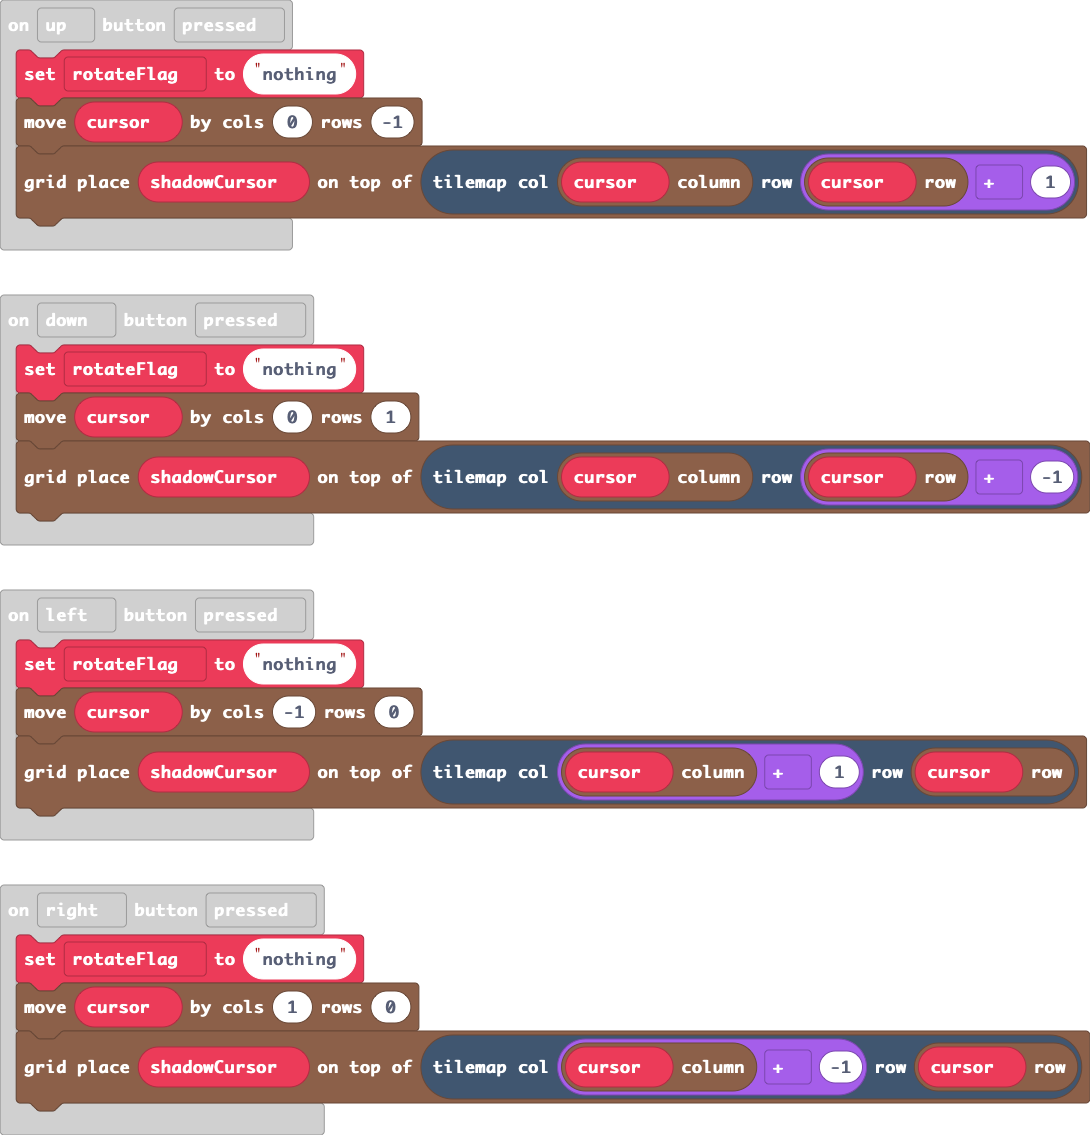 on up button pressed
set rotateFlag to "nothing"
move cursor by cols 0 rows -1
grid place shadowCursor on top of tilemap col cursor column row cursor row + 1
on down button pressed
set rotateFlag to "nothing"
move cursor by cols 0 rows 1
grid place shadowCursor on top of tilemap col cursor column row cursor row + -1
on left button pressed
set rotateFlag to "nothing"
move cursor by cols -1 rows 0
grid place shadowCursor on top of tilemap col cursor column + 1 row cursor row
on right button pressed
set rotateFlag to "nothing"
move cursor by cols 1 rows 0
grid place shadowCursor on top of tilemap col cursor column + -1 row cursor row